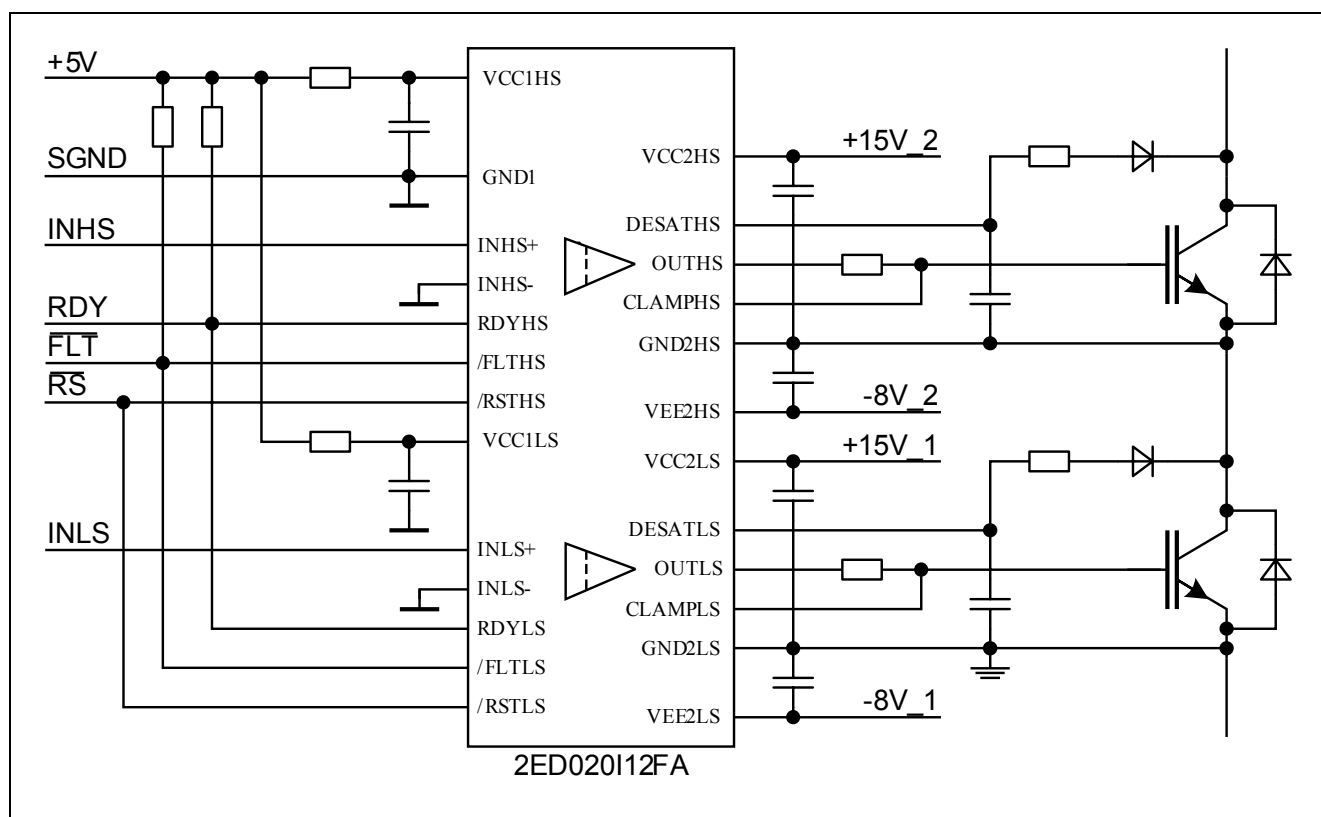 +5V
SGND
INHS
RDY
FLT
RS
INLS
VCC1HS
GND1
INHS+
INHS-
RDYHS
/FLTHS
/RSTHS
VCC1LS
INLS+
INLS-
RDYLS
/FLTLS
/RSTLS
VCC2HS
DESATHS
OUTHS
CLAMPHS
GND2HS
VEE2HS
VCC2LS
DESATLS
OUTLS
CLAMPLS
GND2LS
VEE2LS
+15V_2
-8V_2
+15V_1
-8V_1
2ED020I12FA